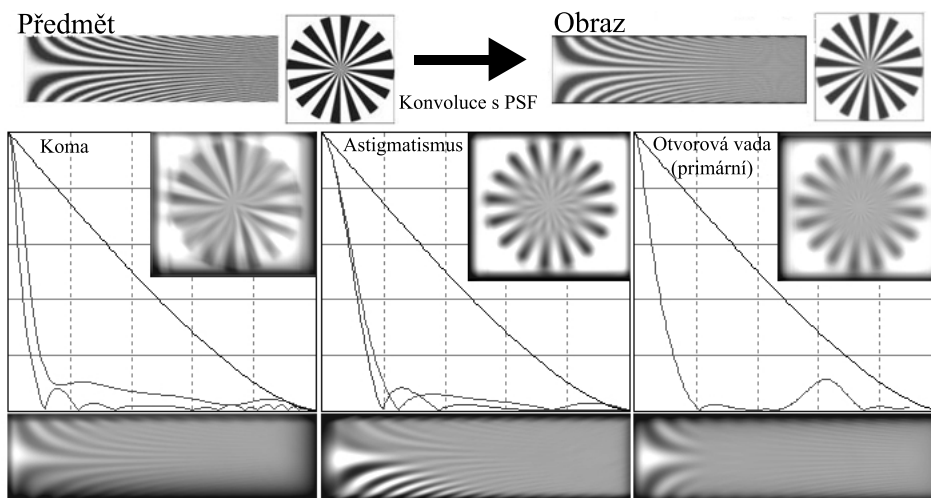 Předmět
Obraz
Konvoluce s PSF
Koma
Astigmatismus
Otvorová vada
(primární)